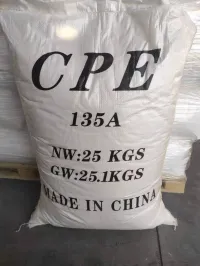 CPE
135A
NW:25 KGS
GW:25.1KGS
MADE IN CHINA